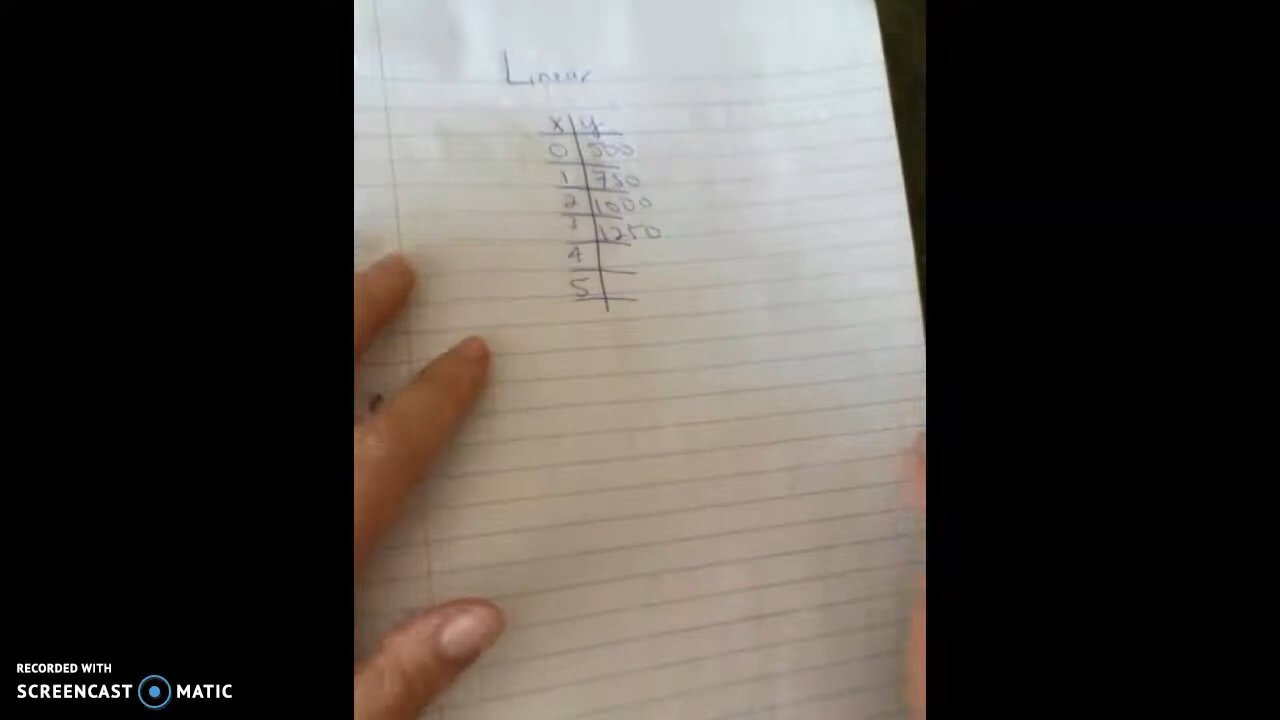 Linear
x y
0 500
1 750
2 1000
3 1250
4
5
RECORDED WITH
SCREENCAST MATIC